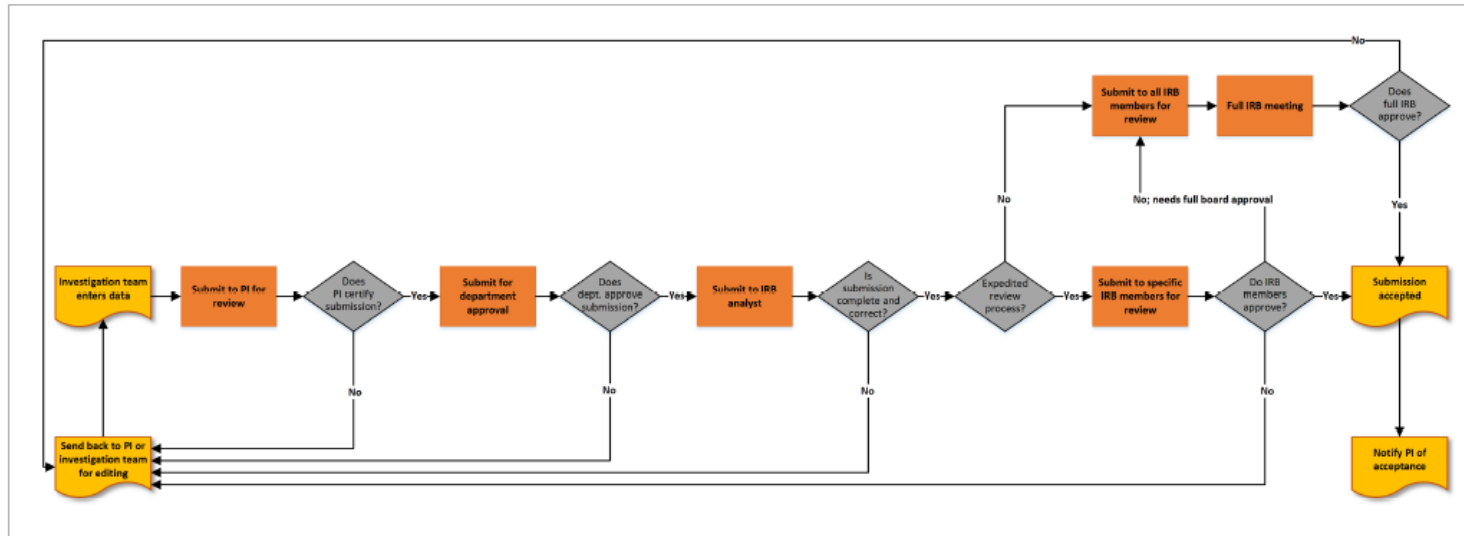 No
Submit to all IRB
members for
review
Full IRB meeting
Does
full IRB
approve?
No
No; needs full board approval
Yes
Investigation team
enters data
Submit to PI for
review
Does
PI certify
submission?
Yes
Submit for
department
approval
Does
dept. approve
submission?
Yes
Submit to IRB
analyst
Is
submission
complete and
correct?
Yes
Expedited
review
process?
Yes
Submit to specific
IRB members for
review
Do IRB
members
approve?
Yes
Submission
accepted
No
No
No
No
Send back to PI or
investigation team
for editing
Notify PI of
acceptance